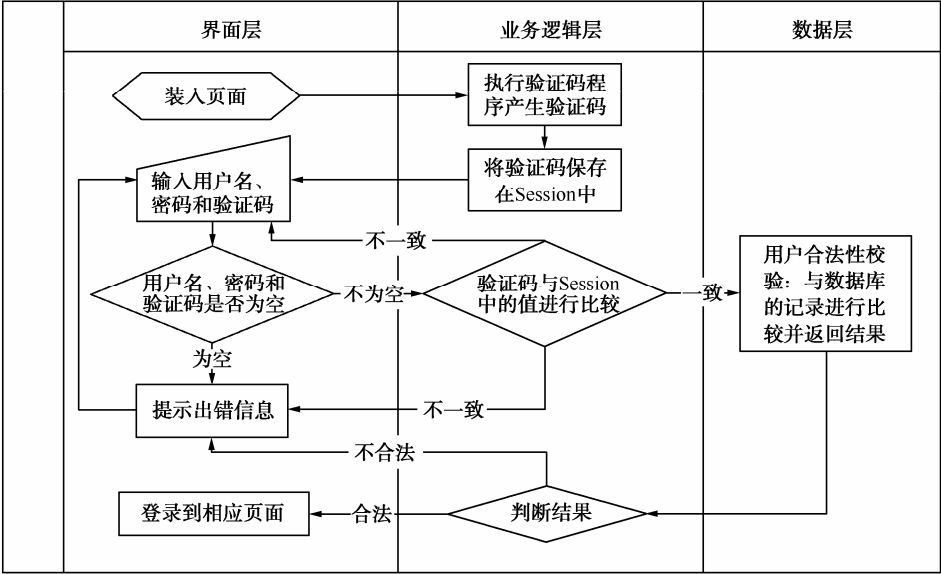 界面层
业务逻辑层
数据层
装入页面
执行验证码程
序产生验证码
将验证码保存
在Session中
输入用户名、
密码和验证码
不一致
用户名、密码和
验证码是否为空
不为空
验证码与Session
中的值进行比较
一致
用户合法性校
验：与数据库
的记录进行比
较并返回结果
为空
提示出错信息
不一致
不合法
登录到相应页面
合法
判断结果